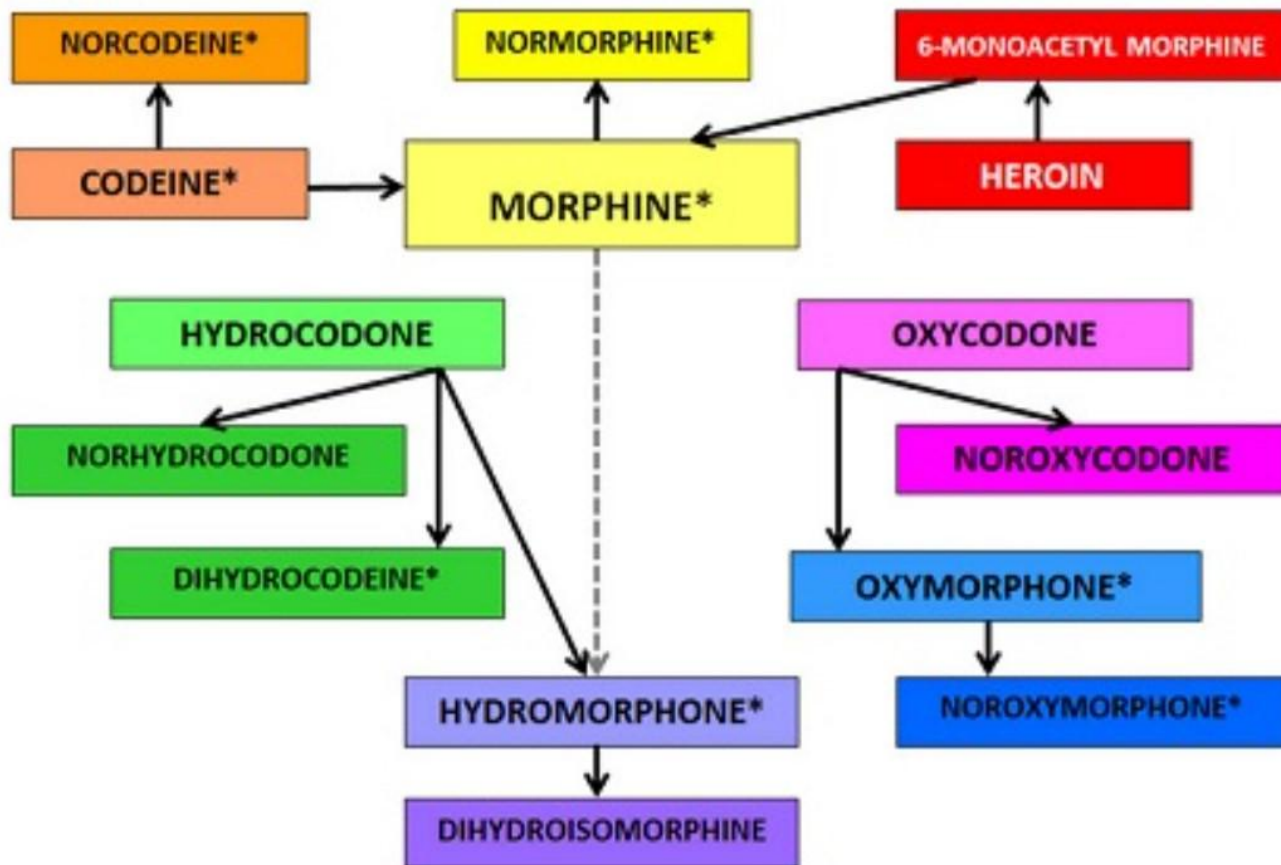 NORCODEINE*
NORMORPHINE*
6-MONOACETYL MORPHINE
CODEINE*
MORPHINE*
HEROIN
HYDROCODONE
OXYCODONE
NORHYDROCODONE
NOROXYCODONE
DIHYDROCODEINE*
OXYMORPHONE*
HYDROMORPHONE*
NOROXYMORPHONE*
DIHYDROISOMORPHINE